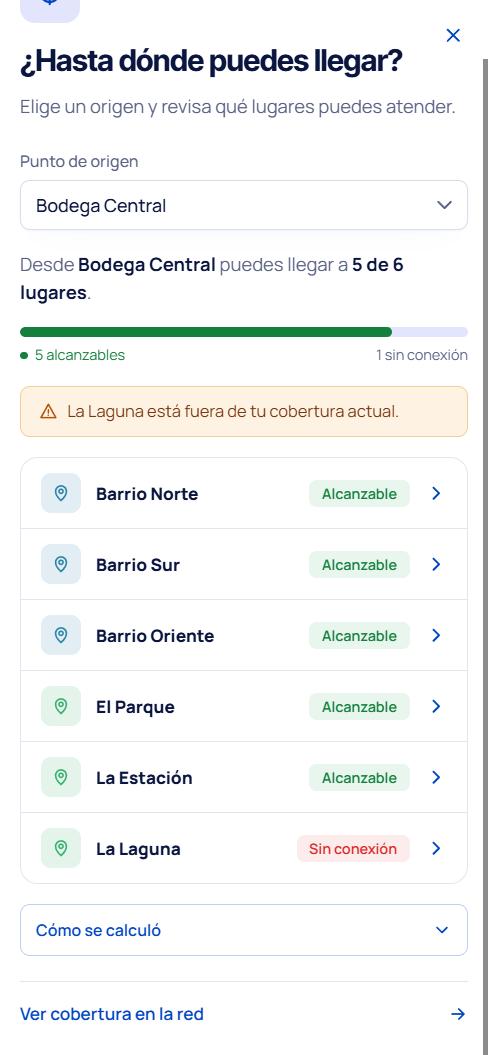 ¿Hasta dónde puedes llegar?
Elige un origen y revisa qué lugares puedes atender.
Punto de origen
Bodega Central
Desde Bodega Central puedes llegar a 5 de 6
lugares.
5 alcanzables
1 sin conexión
La Laguna está fuera de tu cobertura actual.
Barrio Norte
Alcanzable
Barrio Sur
Alcanzable
Barrio Oriente
Alcanzable
El Parque
Alcanzable
La Estación
Alcanzable
La Laguna
Sin conexión
Cómo se calculó
Ver cobertura en la red